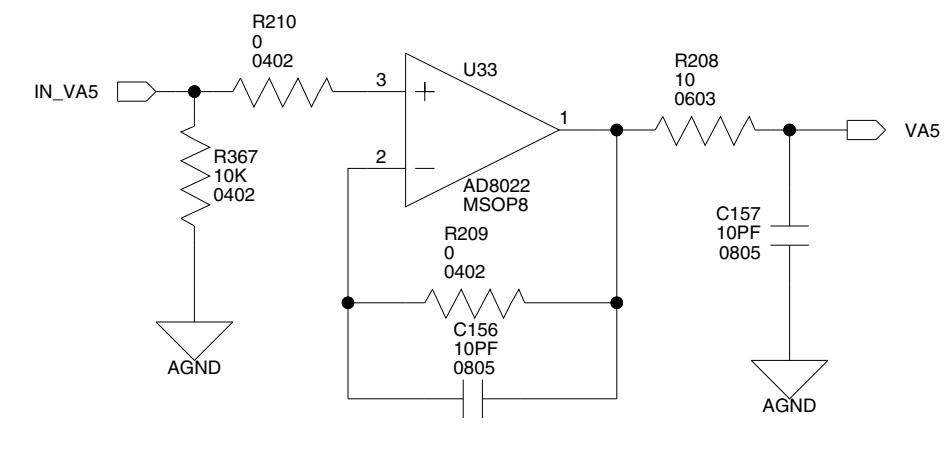 R210
0
0402
IN_VA5
3
U33
R208
10
0603
1
VA5
R367
10K
0402
2
AD8022
MSOP8
C157
10PF
0805
R209
0
0402
C156
10PF
0805
AGND
AGND